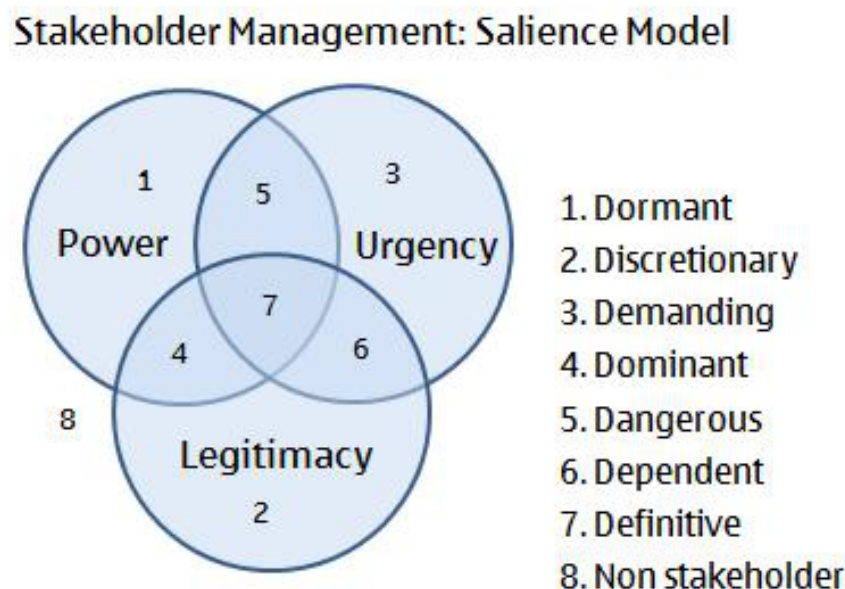 Stakeholder Management: Salience Model
1
5
3
Power
Urgency
7
4
6
8
Legitimacy
2
1. Dormant
2. Discretionary
3. Demanding
4. Dominant
5. Dangerous
6. Dependent
7. Definitive
8. Non stakeholder